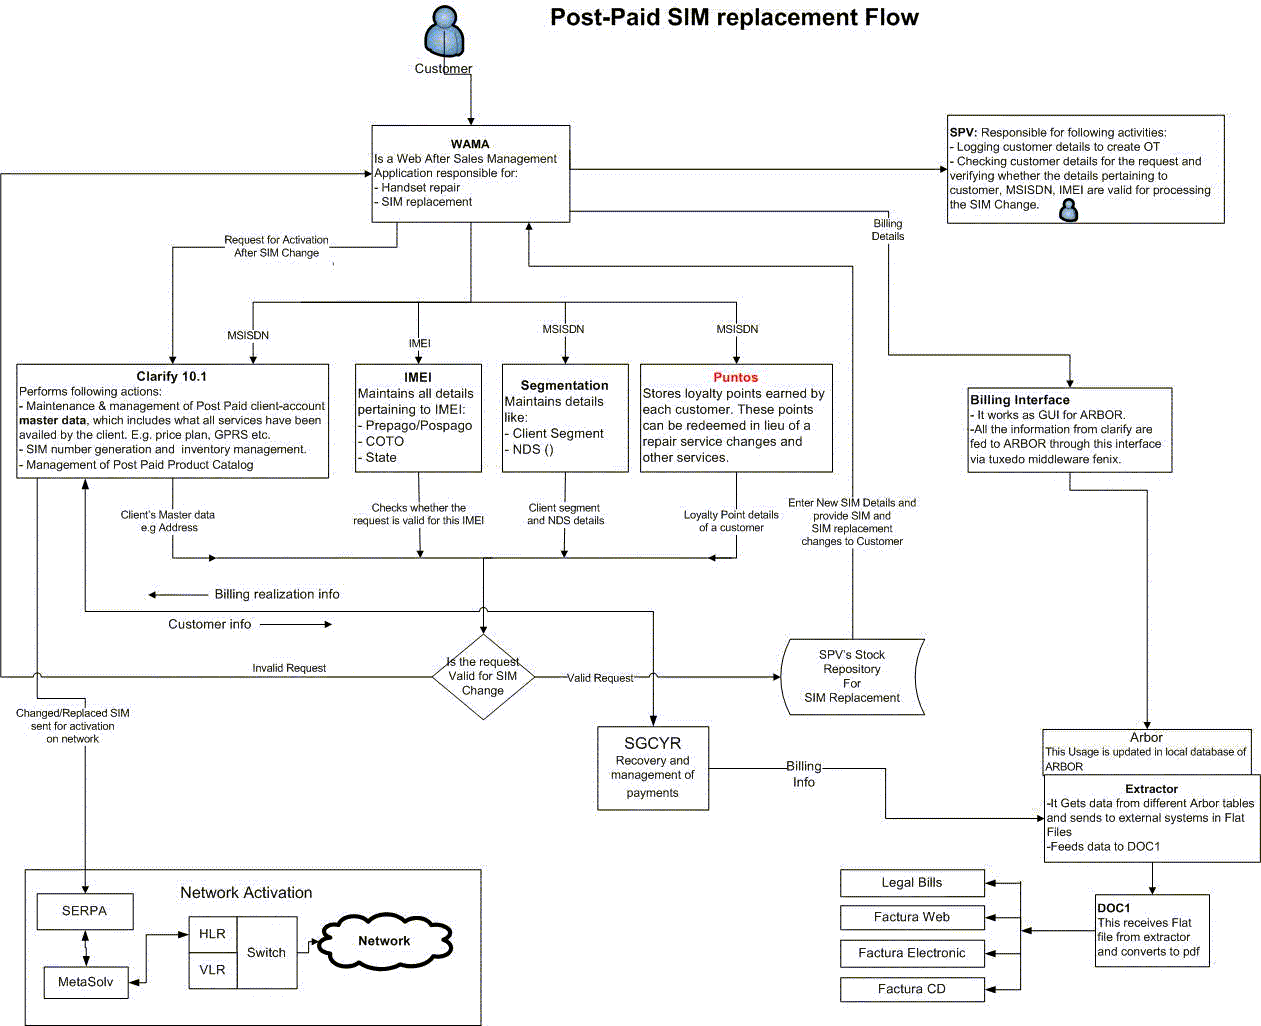 Post-Paid SIM replacement Flow
Customer
WAMA
Is a Web After Sales Management
Application responsible for:
- Handset repair
- SIM replacement
SPV: Responsible for following activities:
- Logging customer details to create OT
- Checking customer details for the request and
verifying whether the details pertaining to
customer, MSISDN, IMEI are valid for processing
the SIM Change.
Billing
Details
Request for Activation
After SIM Change
MSISDN
IMEI
MSISDN
MSISDN
Clarify 10.1
Performs following actions:
- Maintenance & management of Post Paid client-account
master data, which includes what all services have been
availed by the client. E.g. price plan, GPRS etc.
- SIM number generation and inventory management.
- Management of Post Paid Product Catalog
IMEI
Maintains all details
pertaining to IMEI:
- Prepago/Pospago
- COTO
- State
Segmentation
Maintains details
like:
- Client Segment
- NDS ()
Puntos
Stores loyalty points earned by
each customer. These points
can be redeemed in lieu of a
repair service changes and
other services.
Billing Interface
- It works as GUI for ARBOR.
-All the information from clarify are
fed to ARBOR through this interface
via tuxedo middleware fenix.
Client's Master data
e.g Address
Checks whether the
request is valid for this IMEI
Client segment
and NDS details
Loyalty Point details
of a customer
Enter New SIM Details and
provide SIM and
SIM replacement
changes to Customer
Billing realization info
Customer info
Invalid Request
Is the request
Valid for SIM
Change
Valid Request
SPV's Stock
Repository
For
SIM Replacement
Changed/Replaced SIM
sent for activation
on network
SGCYR
Recovery and
management of
payments
Billing
Info
Arbor
This Usage is updated in local database of
ARBOR
Extractor
-It Gets data from different Arbor tables
and sends to external systems in Flat
Files
-Feeds data to DOC1
DOC1
This receives Flat
file from extractor
and converts to pdf
Legal Bills
Factura Web
Factura Electronic
Factura CD
Network Activation
SERPA
MetaSolv
HLR
VLR
Switch
Network